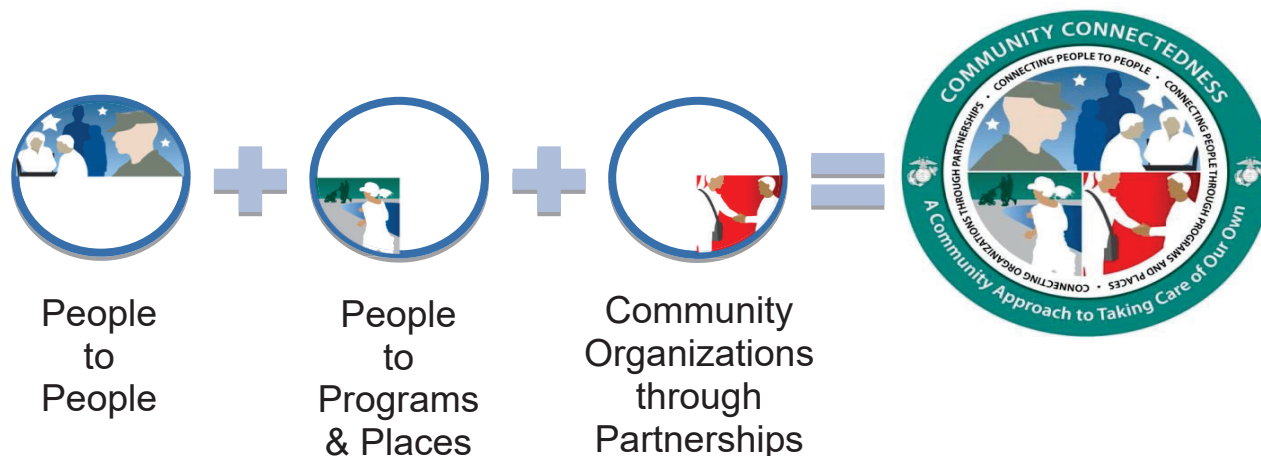 People
to
People
People
to
Programs
& Places
Community
Organizations
through
Partnerships
COMMUNITY CONNECTEDNESS
• CONNECTING PEOPLE TO PEOPLE •
CONNECTING PEOPLE THROUGH PROGRAMS AND PLACES •
CONNECTING ORGANIZATIONS THROUGH PARTNERSHIPS
A Community Approach to Taking Care of Our Own